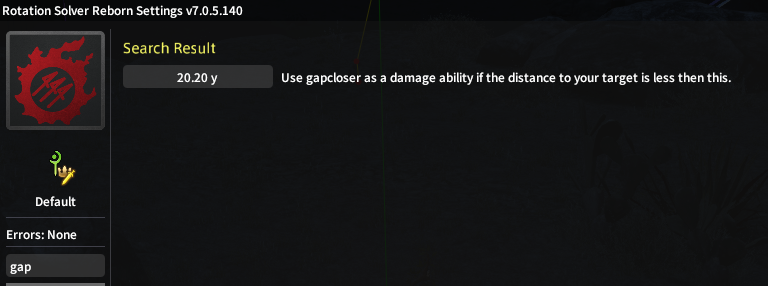 Rotation Solver Reborn Settings v7.0.5.140
Search Result
20.20 y
Use gapcloser as a damage ability if the distance to your target is less then this.
Default
Errors: None
gap